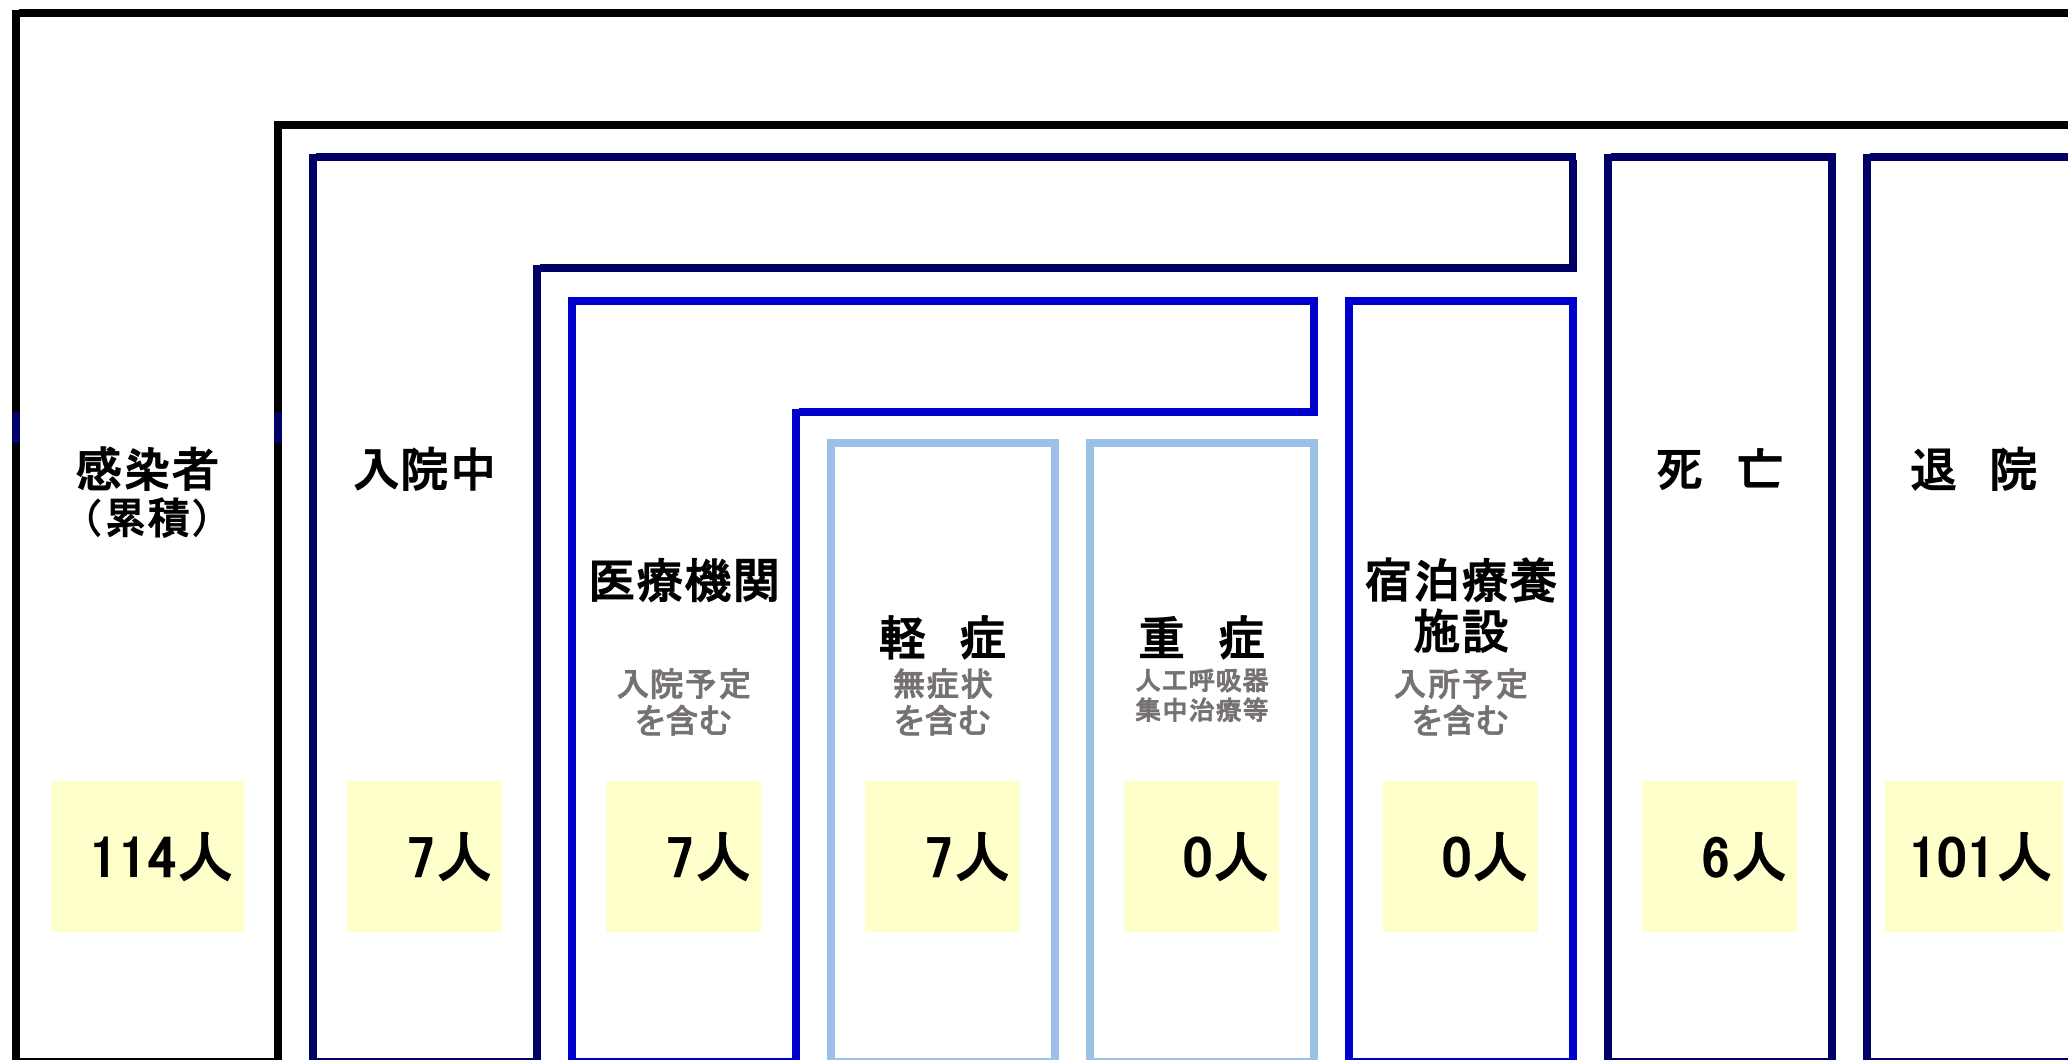 感染者
（累積）
114人
入院中
7人
医療機関
入院予定
を含む
7人
軽 症
無症状
を含む
7人
重 症
人工呼吸器
集中治療等
0人
宿泊療養
施設
入所予定
を含む
0人
死 亡
6人
退 院
101人